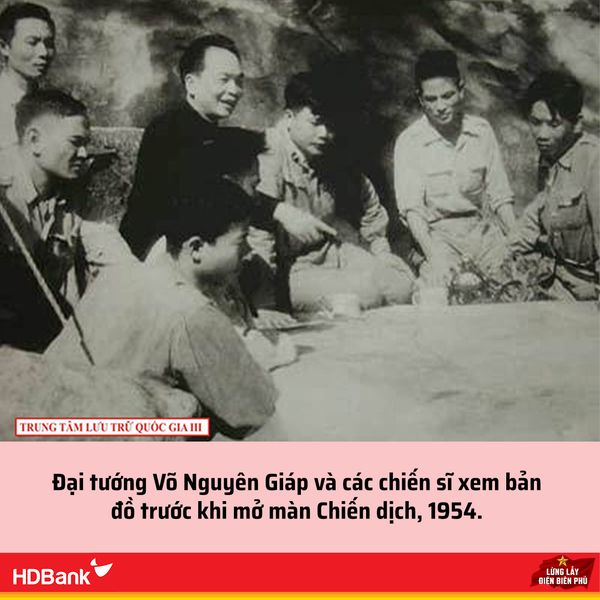 TRUNG TÂM LƯU TRỮ QUỐC GIA III
Đại tướng Võ Nguyên Giáp và các chiến sĩ xem bản
đồ trước khi mở màn Chiến dịch, 1954.
HDBank
LỪNG LẪY
ĐIỆN BIÊN PHỦ